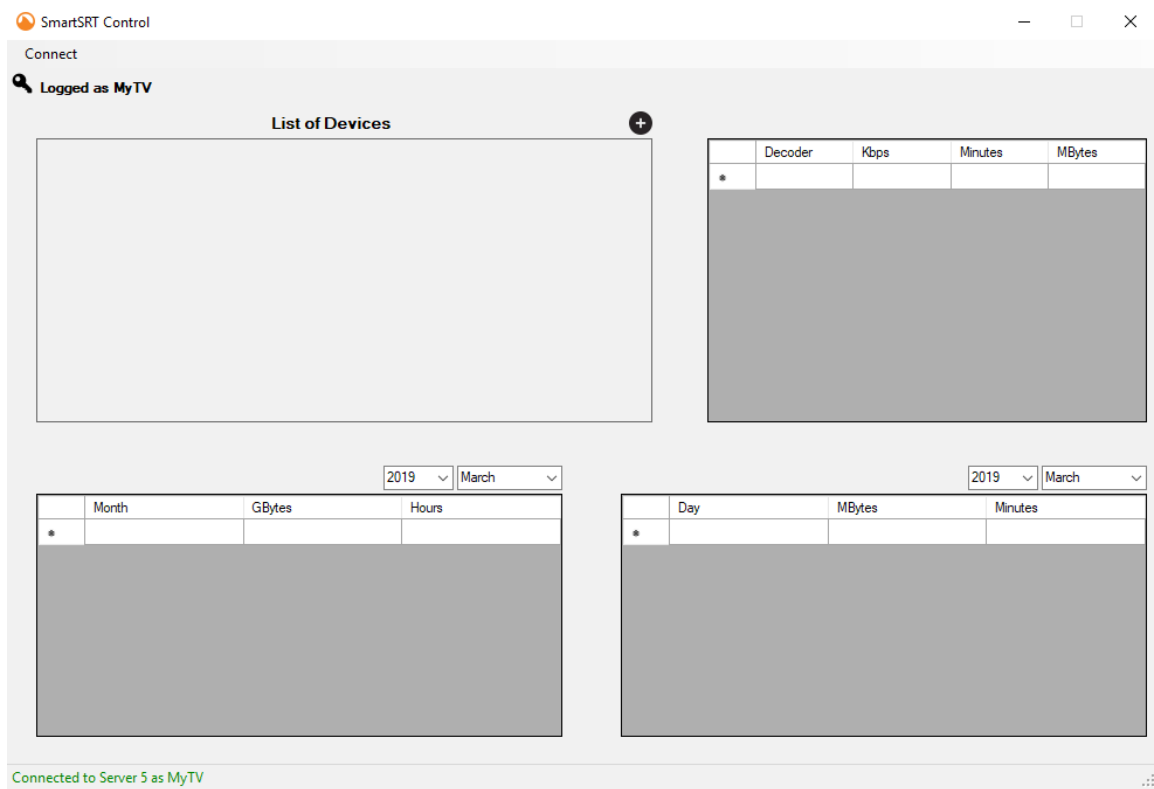 SmartSRT Control
Connect
Logged as MyTV
List of Devices
Decoder Kbps Minutes MBytes
2019 March
Month GBytes Hours
2019 March
Day MBytes Minutes
Connected to Server 5 as MyTV